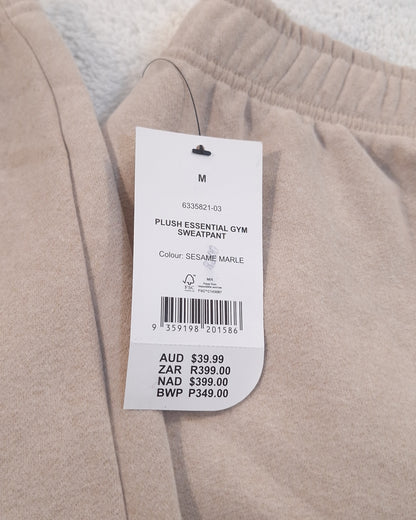 M
6335821-03
PLUSH ESSENTIAL GYM
SWEATPANT
Colour: SESAME MARLE
FSC
MIX
9 359198 201586
AUD $39.99
ZAR R399.00
NAD $399.00
BWP P349.00